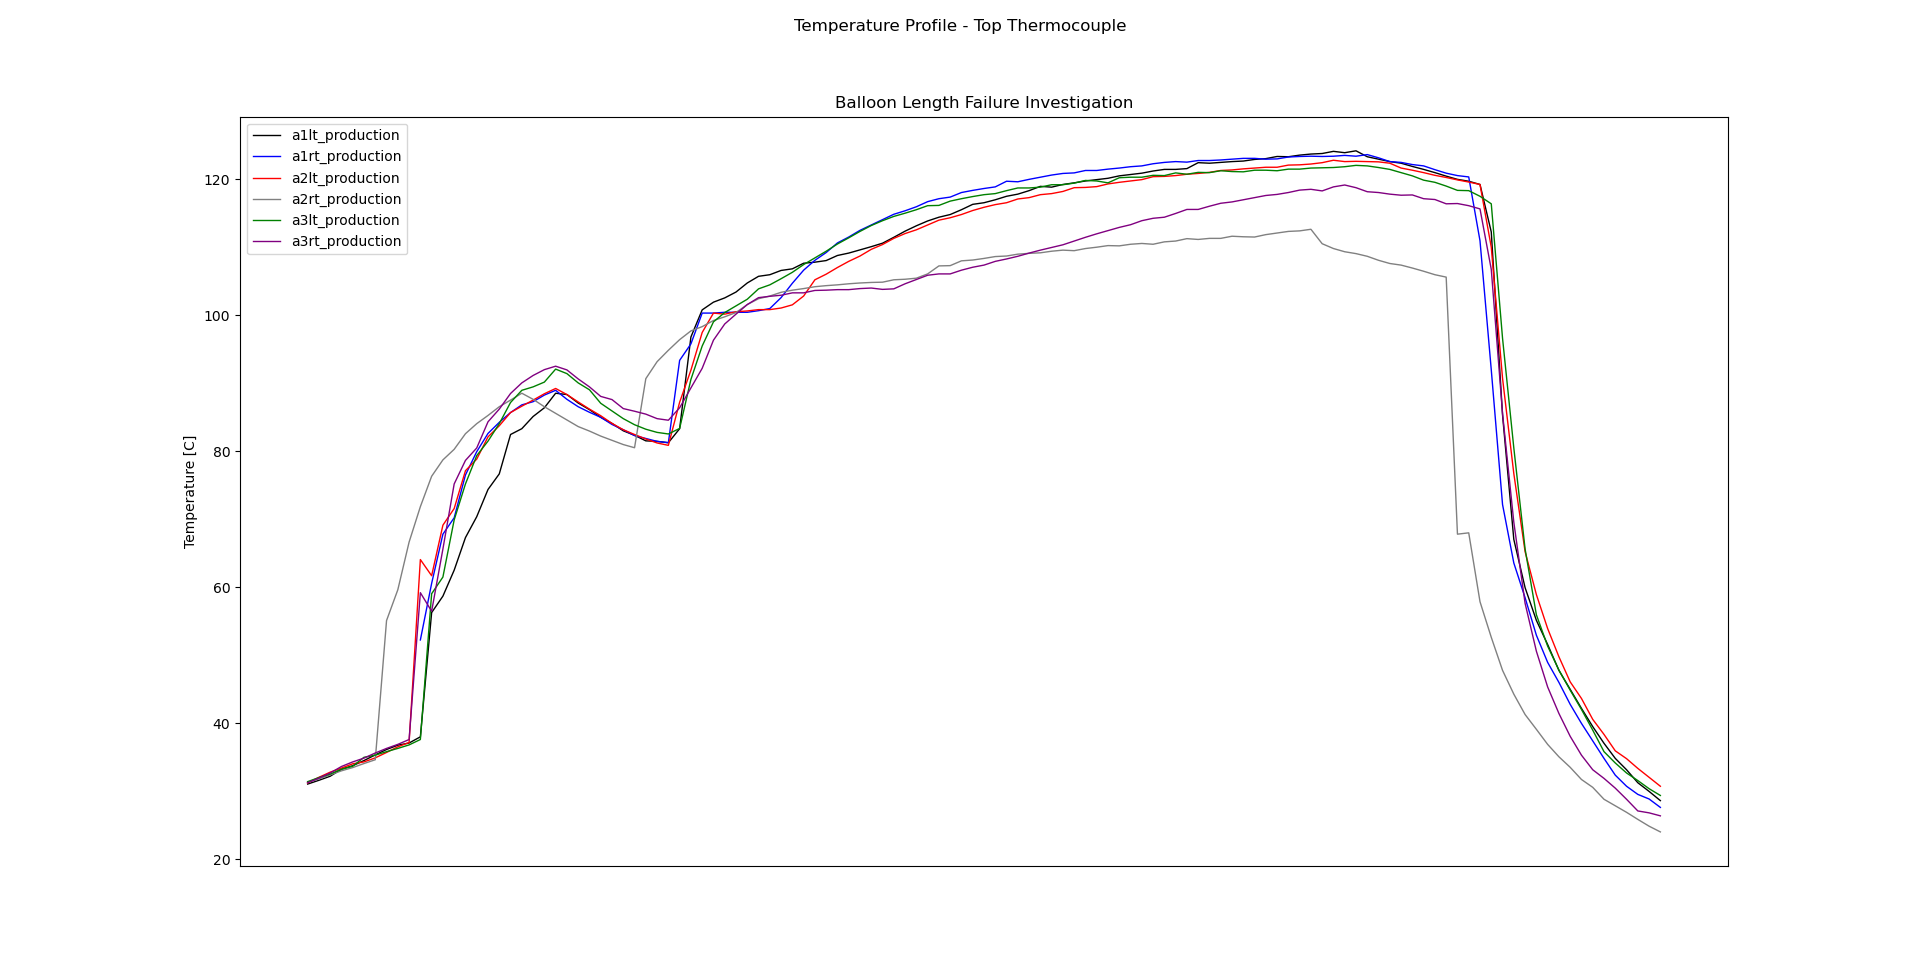 Temperature Profile - Top Thermocouple
Balloon Length Failure Investigation
a1lt_production
a1rt_production
a2lt_production
a2rt_production
a3lt_production
a3rt_production
Temperature [C]
120
100
80
60
40
20